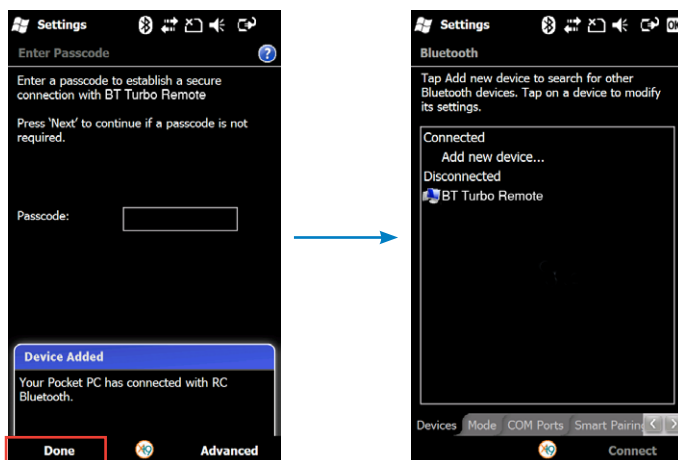 Settings
Enter Passcode
?
Enter a passcode to establish a secure
connection with BT Turbo Remote
Press 'Next' to continue if a passcode is not
required.
Passcode:
Device Added
Your Pocket PC has connected with RC
Bluetooth.
Done
Advanced
Settings
OK
Bluetooth
Tap Add new device to search for other
Bluetooth devices. Tap on a device to modify
its settings.
Connected
Add new device...
Disconnected
BT Turbo Remote
Devices Mode COM Ports Smart Pairing
Connect